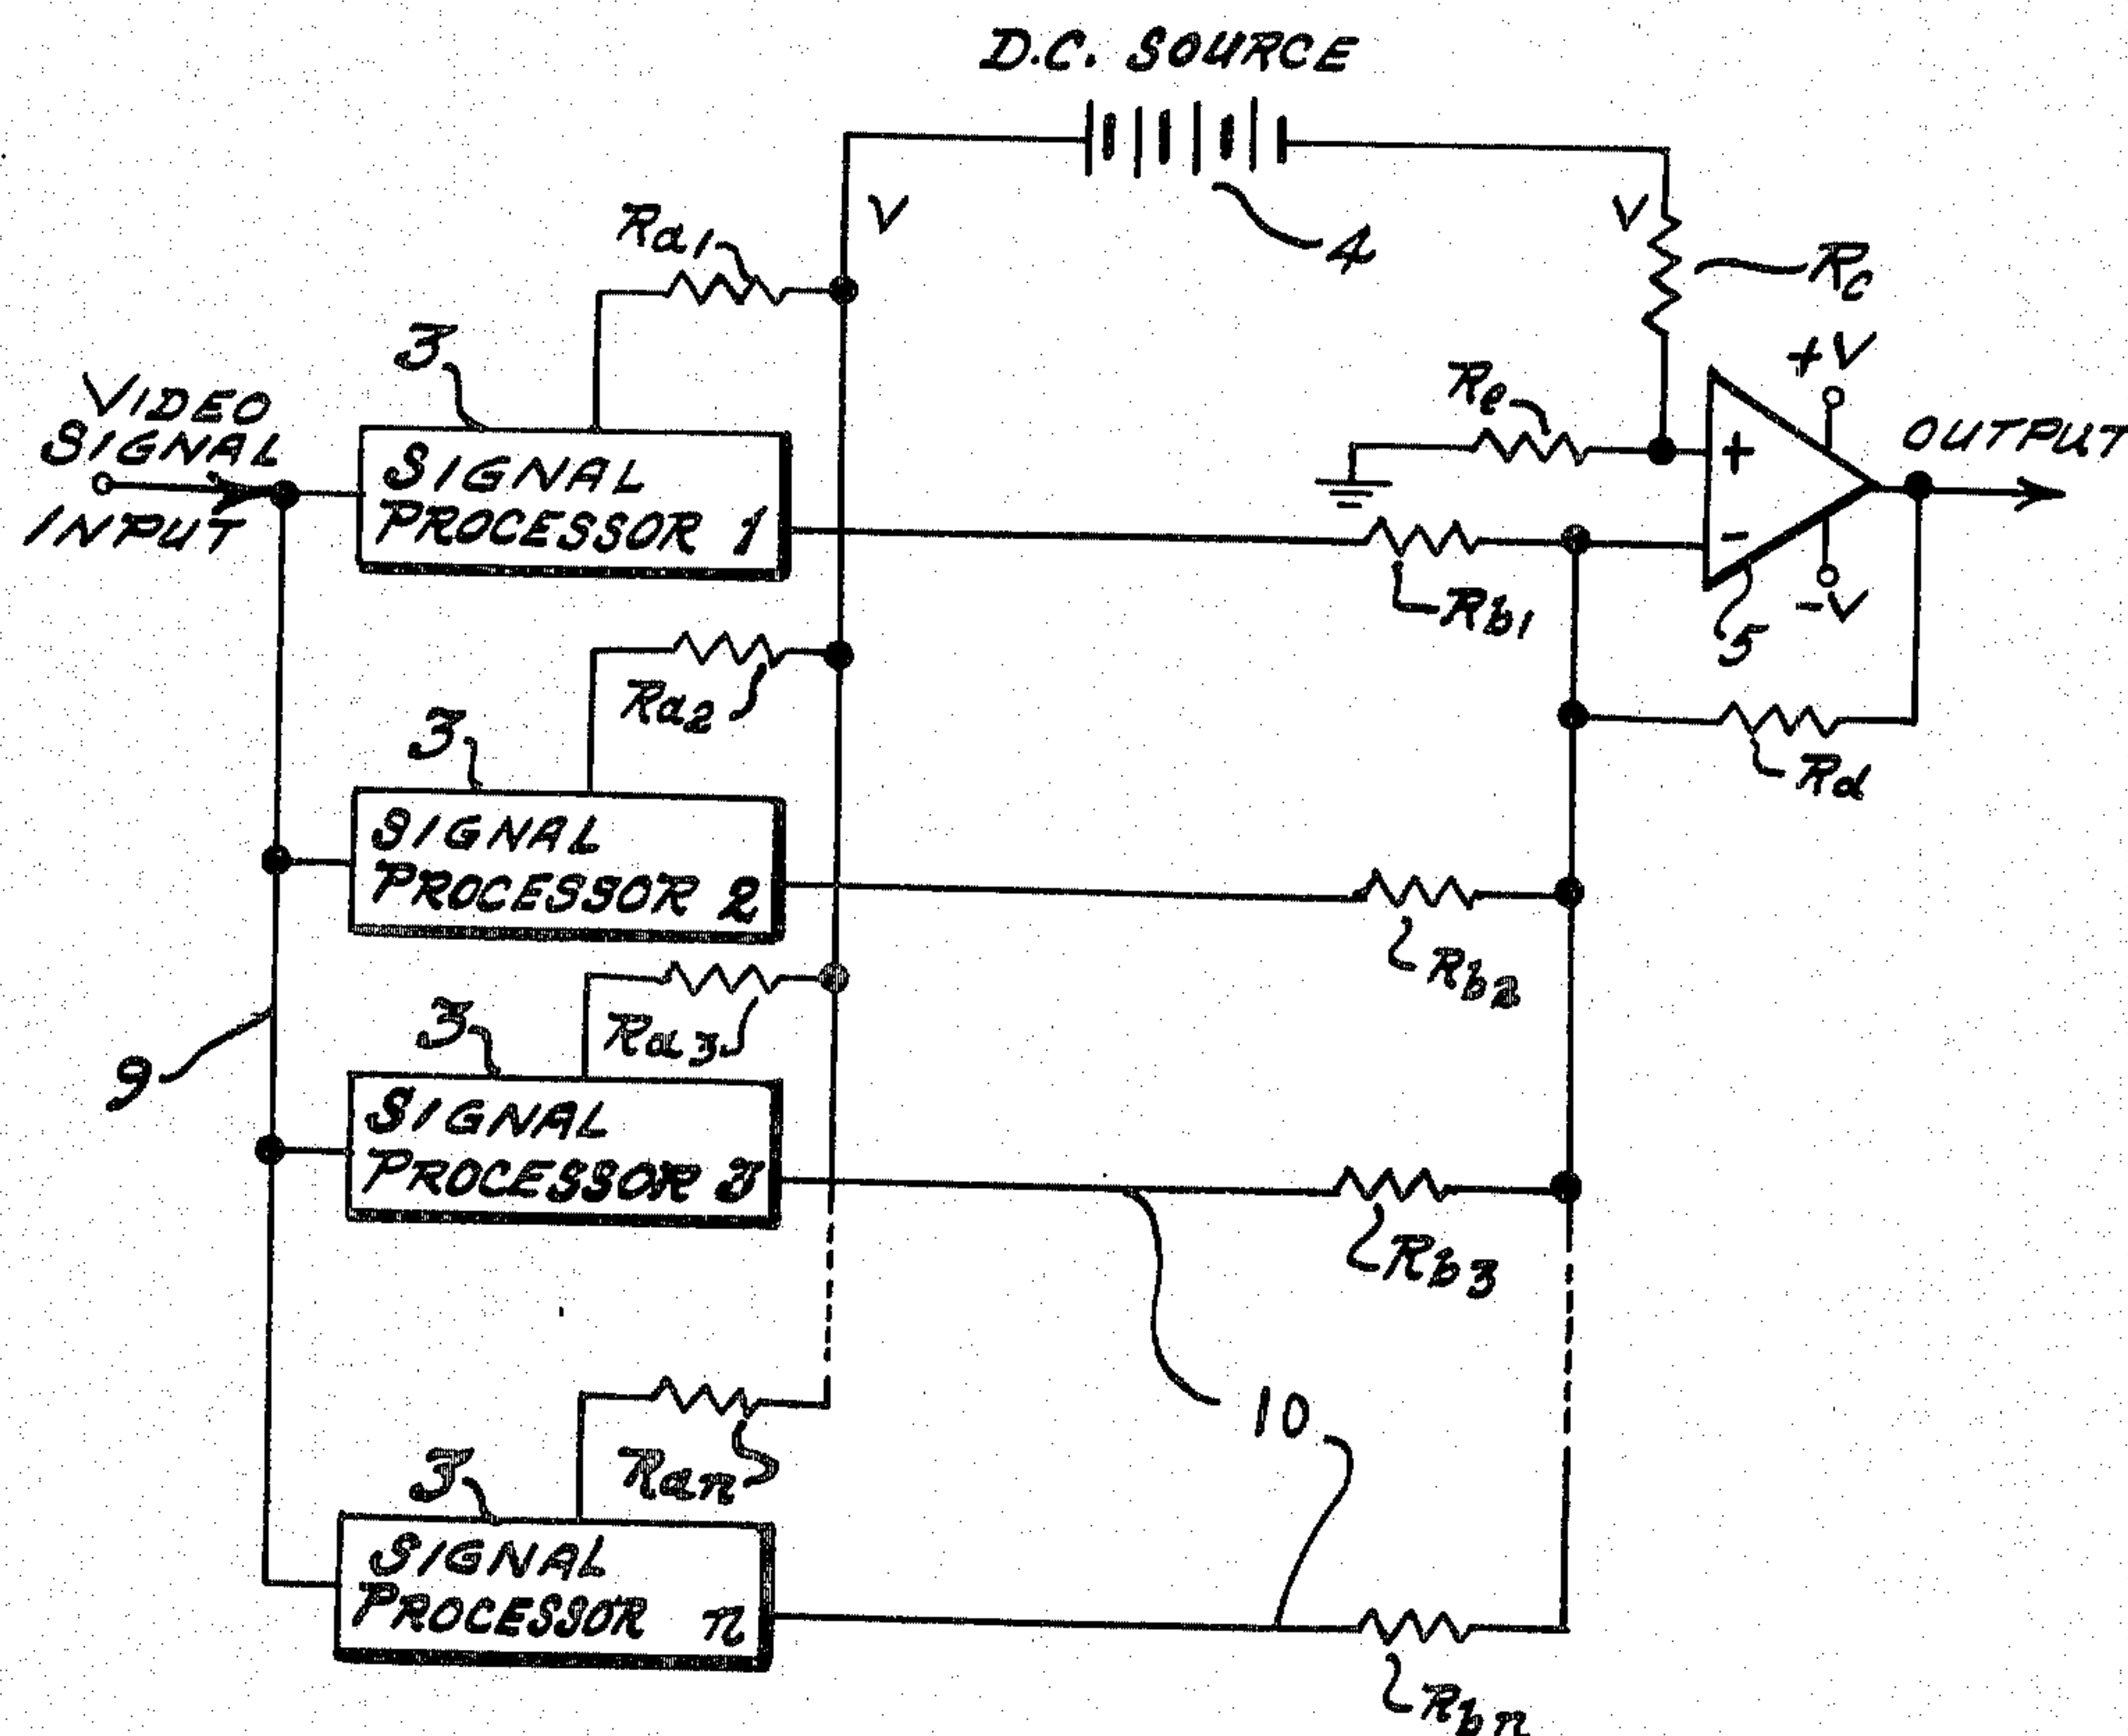 D.C. SOURCE
V
V
4
Ra1
Rc
3
+V
Re
VIDEO
SIGNAL
INPUT
OUTPUT
SIGNAL
PROCESSOR 1
+
-
Rb1
-V
5
Ra2
3
Rd
SIGNAL
PROCESSOR 2
Rb2
3
Ra3
9
SIGNAL
PROCESSOR 3
Rb3
10
3
Ran
SIGNAL
PROCESSOR n
Rbn